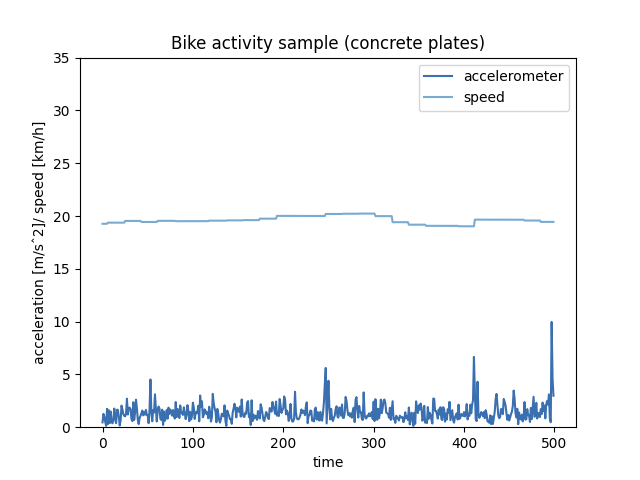 Bike activity sample (concrete plates)
accelerometer
speed
acceleration [m/s^2]/ speed [km/h]
35
30
25
20
15
10
5
0
0 100 200 300 400 500
time